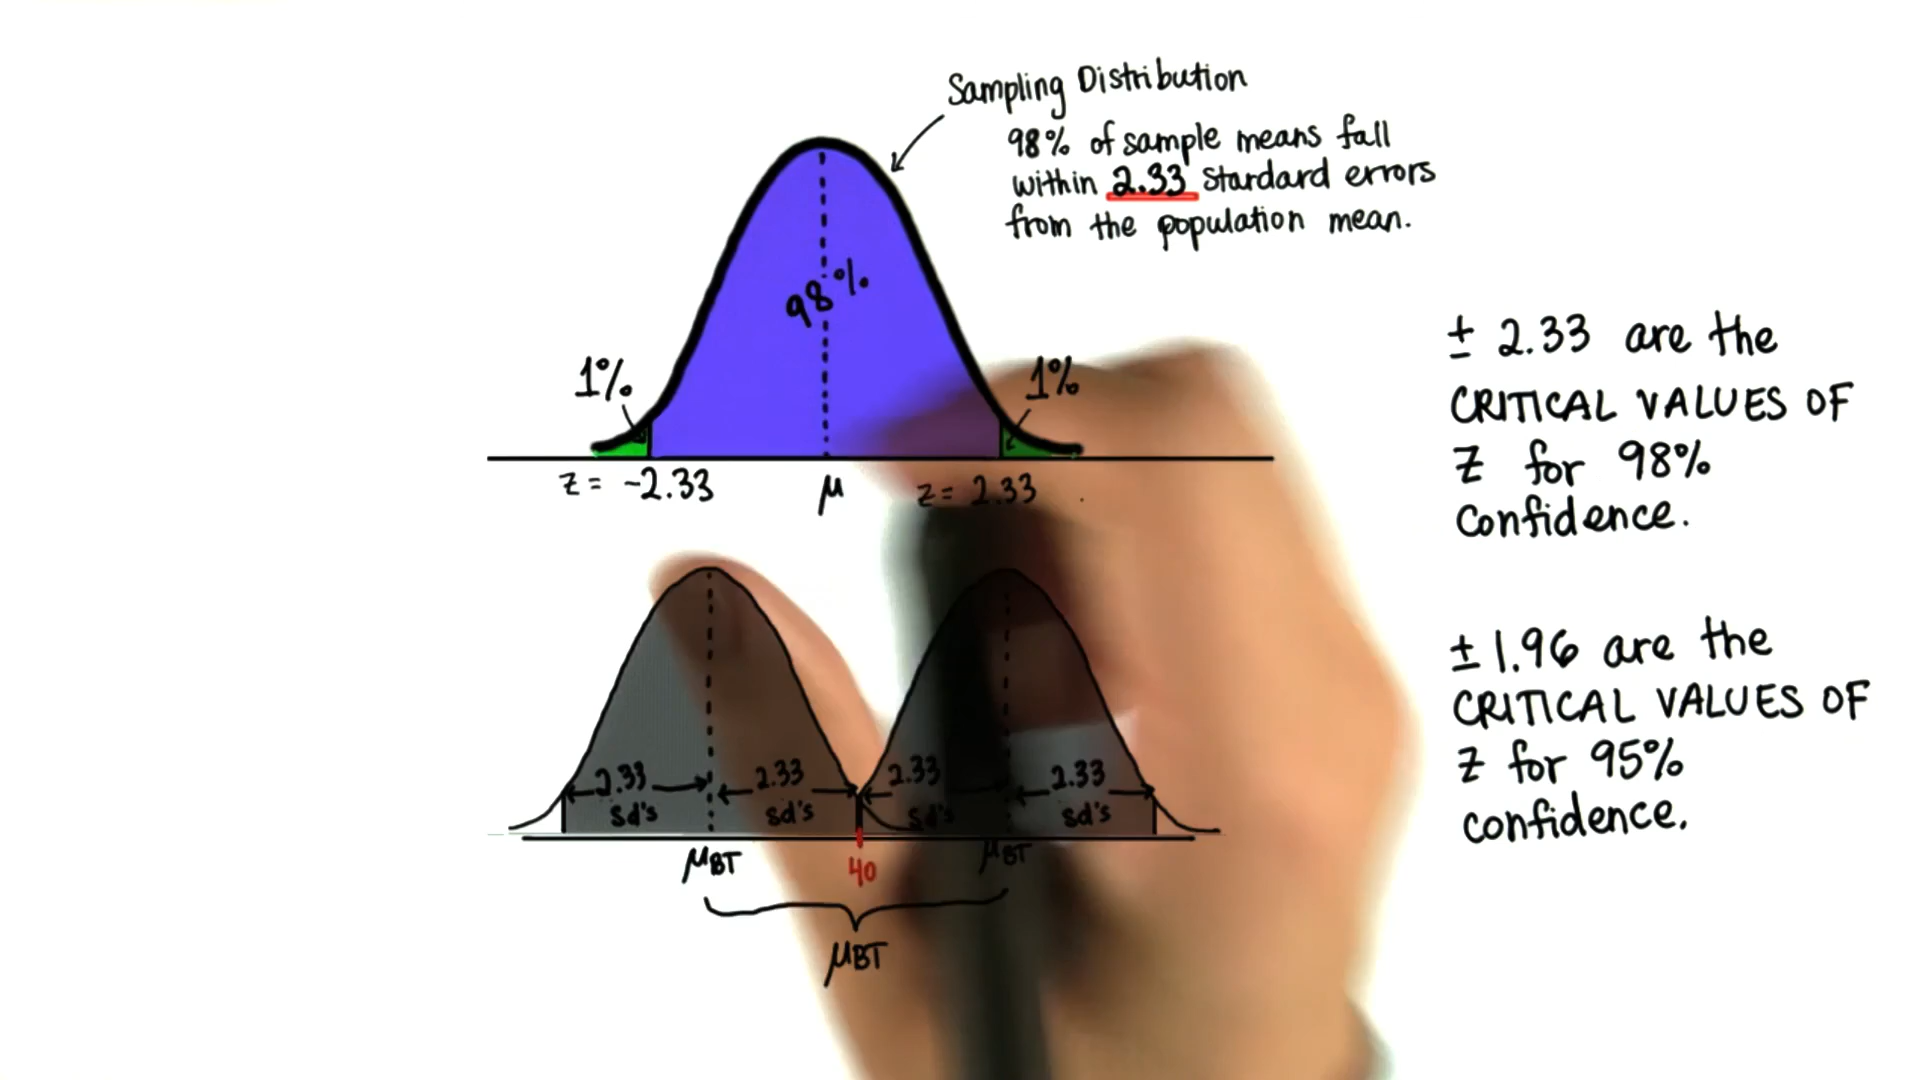 Sampling Distribution
98% of sample means fall
within 2.33 standard errors
from the population mean.
98%
1%
1%
z = -2.33
μ
z = 2.33
± 2.33 are the
CRITICAL VALUES OF
Z for 98%
Confidence.
2.33
sd's
2.33
sd's
2.33
sd's
2.33
sd's
μBT
40
μBT
μBT
± 1.96 are the
CRITICAL VALUES OF
Z for 95%
confidence.